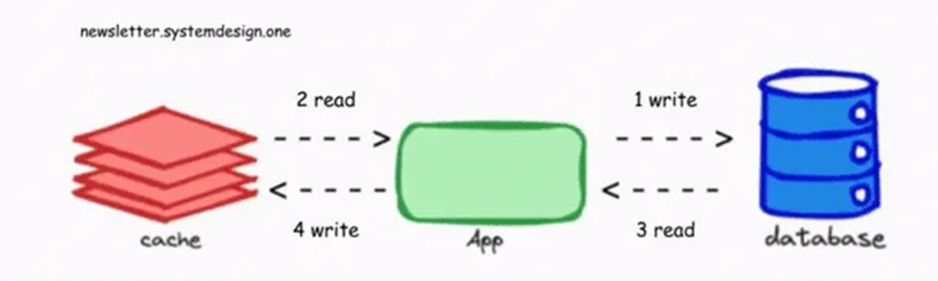 newsletter.systemdesign.one
2 read
1 write
4 write
3 read
cache
App
database